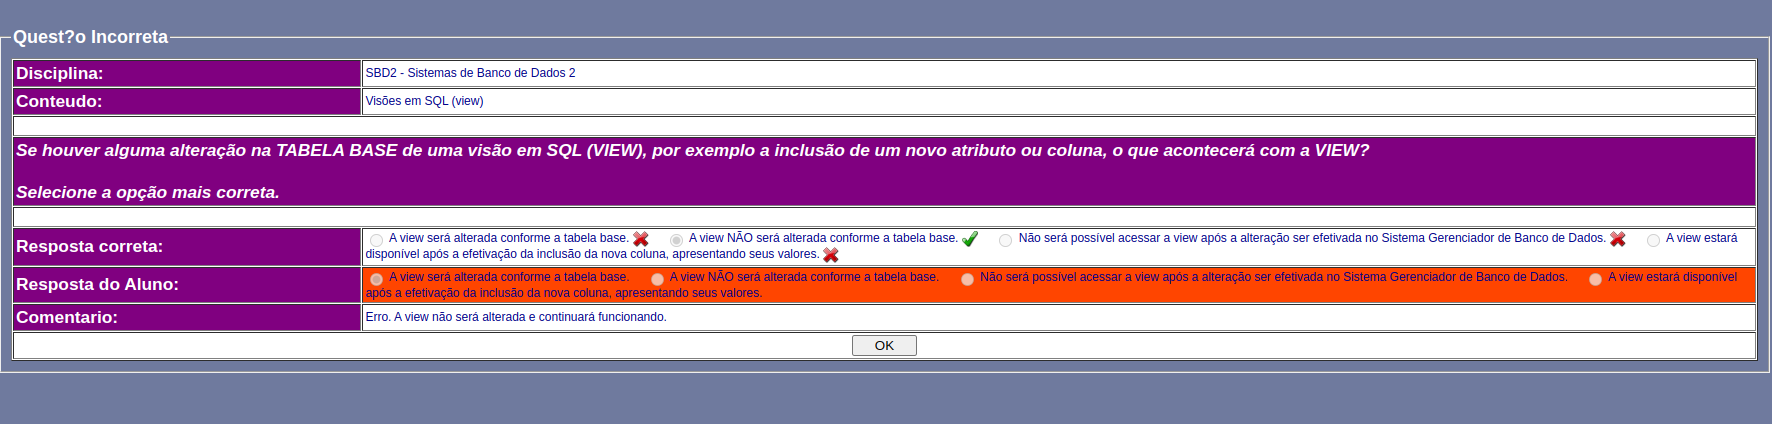 Quest?o Incorreta
Disciplina:
SBD2 - Sistemas de Banco de Dados 2
Conteudo:
Visões em SQL (view)
Se houver alguma alteração na TABELA BASE de uma visão em SQL (VIEW), por exemplo a inclusão de um novo atributo ou coluna, o que acontecerá com a VIEW?
Selecione a opção mais correta.
Resposta correta:
A view será alterada conforme a tabela base. A view NÃO será alterada conforme a tabela base. Não será possível acessar a view após a alteração ser efetivada no Sistema Gerenciador de Banco de Dados. A view estará
disponível após a efetivação da inclusão da nova coluna, apresentando seus valores.
Resposta do Aluno:
A view será alterada conforme a tabela base. A view NÃO será alterada conforme a tabela base. Não será possível acessar a view após a alteração ser efetivada no Sistema Gerenciador de Banco de Dados. A view estará disponível
após a efetivação da inclusão da nova coluna, apresentando seus valores.
Comentario:
Erro. A view não será alterada e continuará funcionando.
OK